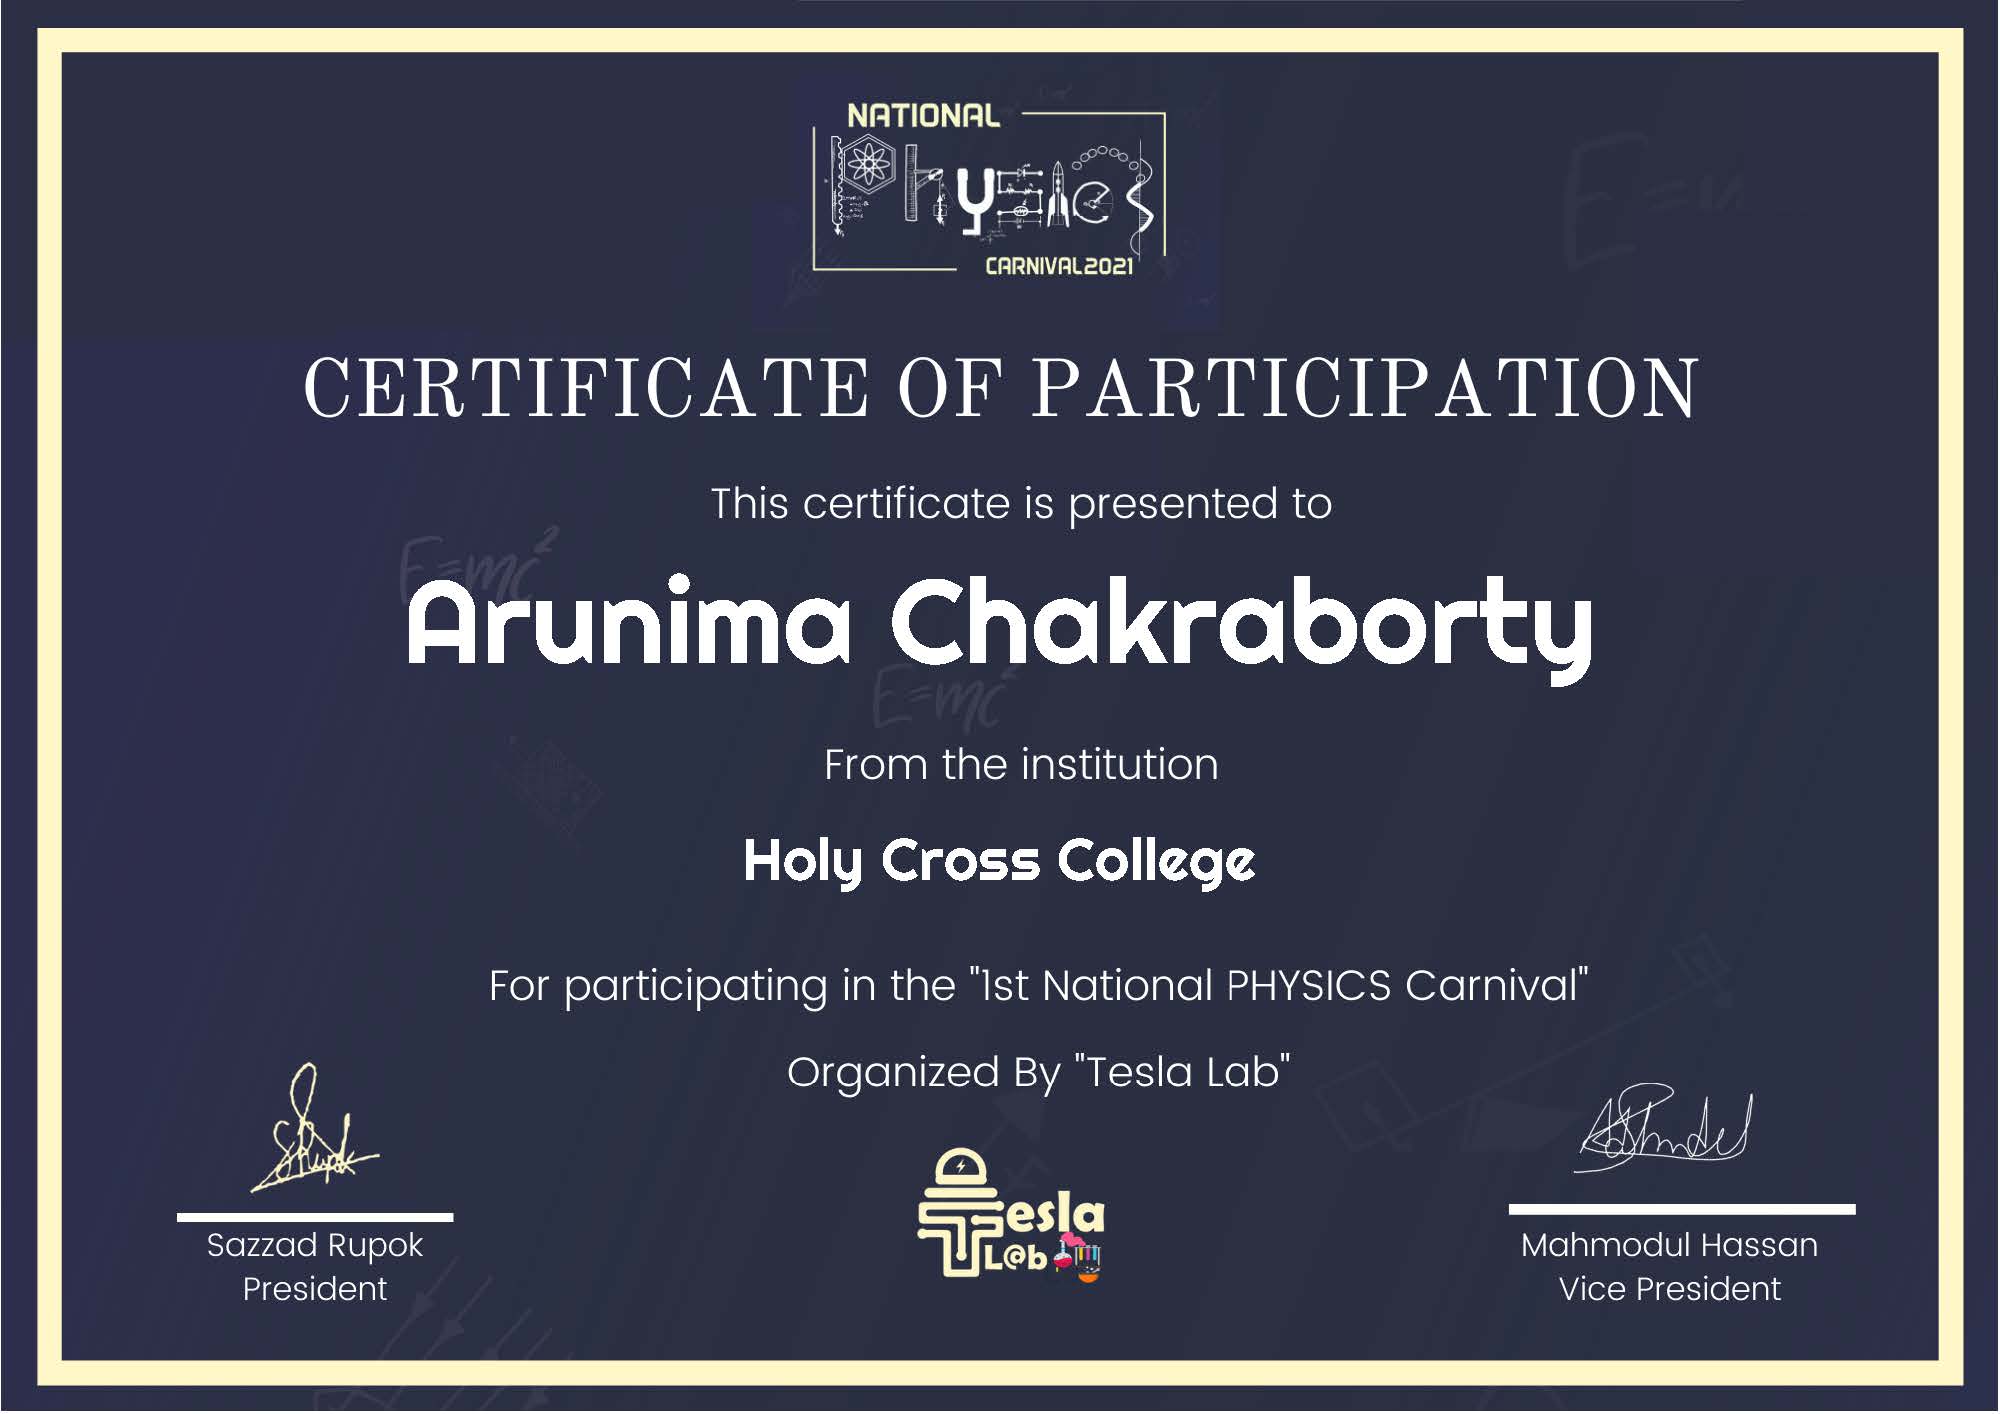 NATIONAL
Physics
CARNIVAL2021
CERTIFICATE OF PARTICIPATION
This certificate is presented to
E=mc²
Arunima Chakraborty
E=mc²
From the institution
Holy Cross College
For participating in the "1st National PHYSICS Carnival"
Organized By "Tesla Lab"
Tesla
L@b
Sazzad Rupok
President
Mahmodul Hassan
Vice President